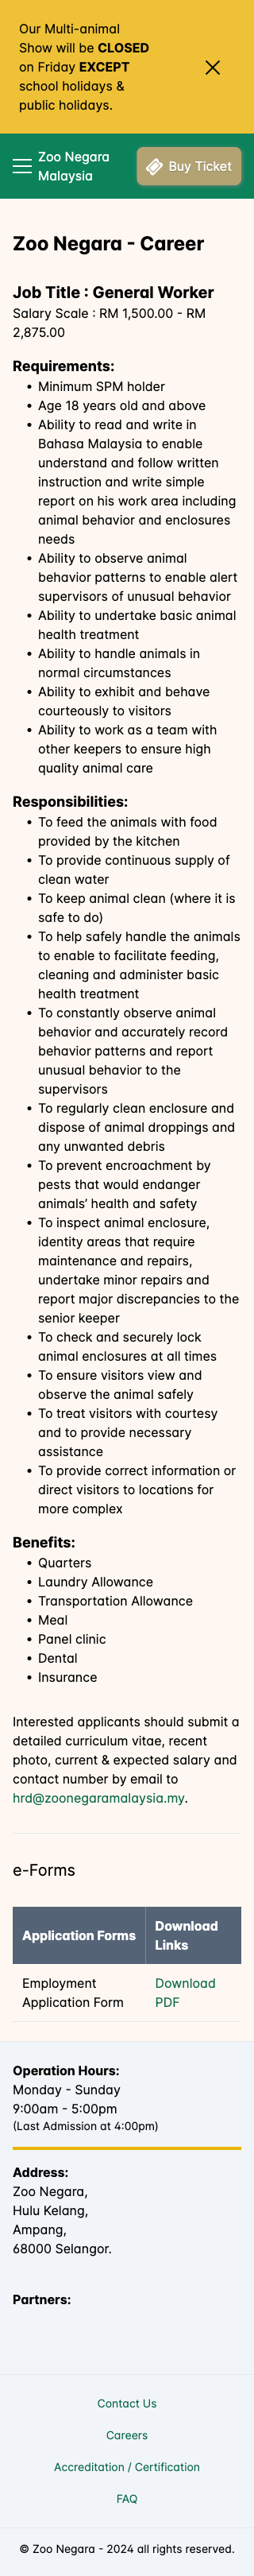 Our Multi-animal
Show will be CLOSED
on Friday EXCEPT
school holidays &
public holidays.
Zoo Negara
Malaysia
Buy Ticket
Zoo Negara - Career
Job Title : General Worker
Salary Scale : RM 1,500.00 - RM
2,875.00
Requirements:
• Minimum SPM holder
• Age 18 years old and above
• Ability to read and write in
Bahasa Malaysia to enable
understand and follow written
instruction and write simple
report on his work area including
animal behavior and enclosures
needs
• Ability to observe animal
behavior patterns to enable alert
supervisors of unusual behavior
• Ability to undertake basic animal
health treatment
• Ability to handle animals in
normal circumstances
• Ability to exhibit and behave
courteously to visitors
• Ability to work as a team with
other keepers to ensure high
quality animal care
Responsibilities:
• To feed the animals with food
provided by the kitchen
• To provide continuous supply of
clean water
• To keep animal clean (where it is
safe to do)
• To help safely handle the animals
to enable to facilitate feeding,
cleaning and administer basic
health treatment
• To constantly observe animal
behavior and accurately record
behavior patterns and report
unusual behavior to the
supervisors
• To regularly clean enclosure and
dispose of animal droppings and
any unwanted debris
• To prevent encroachment by
pests that would endanger
animals’ health and safety
• To inspect animal enclosure,
identity areas that require
maintenance and repairs,
undertake minor repairs and
report major discrepancies to the
senior keeper
• To check and securely lock
animal enclosures at all times
• To ensure visitors view and
observe the animal safely
• To treat visitors with courtesy
and to provide necessary
assistance
• To provide correct information or
direct visitors to locations for
more complex
Benefits:
• Quarters
• Laundry Allowance
• Transportation Allowance
• Meal
• Panel clinic
• Dental
• Insurance
Interested applicants should submit a
detailed curriculum vitae, recent
photo, current & expected salary and
contact number by email to
hrd@zoonegaramalaysia.my.
e-Forms
Application Forms
Download
Links
Employment
Application Form
Download
PDF
Operation Hours:
Monday - Sunday
9:00am - 5:00pm
(Last Admission at 4:00pm)
Address:
Zoo Negara,
Hulu Kelang,
Ampang,
68000 Selangor.
Partners:
Contact Us
Careers
Accreditation / Certification
FAQ
© Zoo Negara - 2024 all rights reserved.